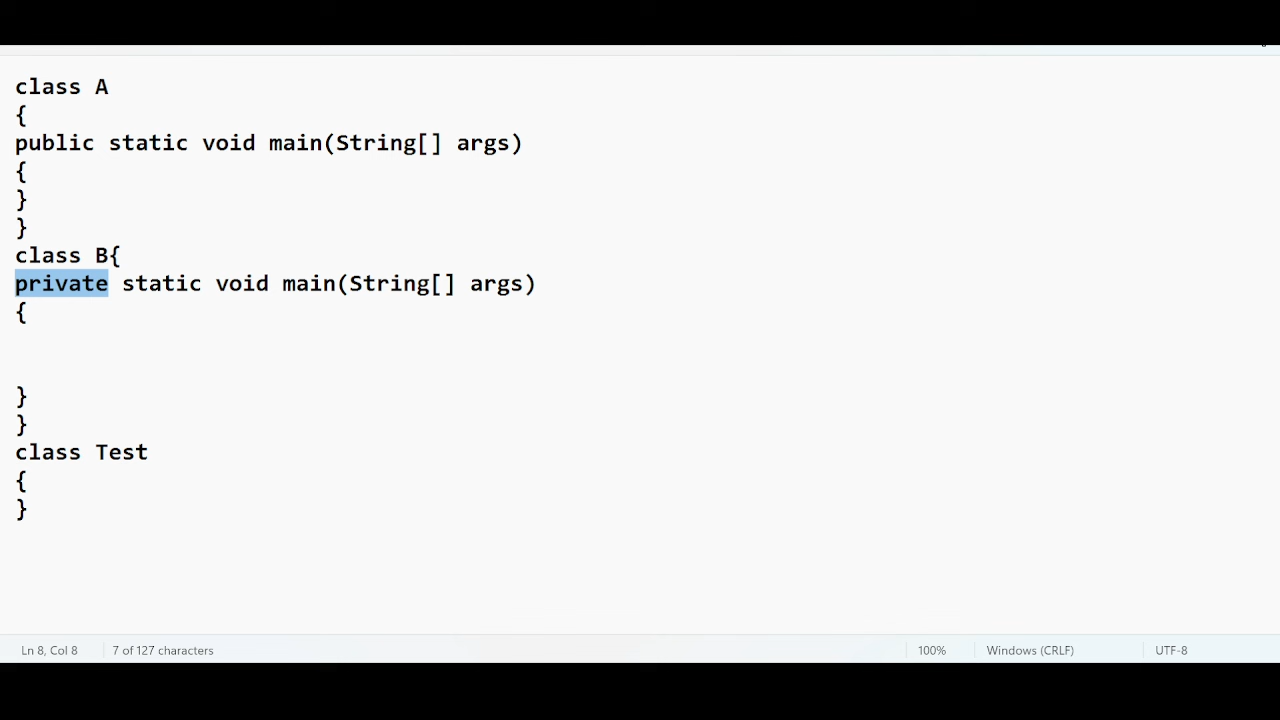 class A
{
public static void main(String[] args)
{
}
}
class B{
private static void main(String[] args)
{
}
}
class Test
{
}
Ln 8, Col 8 7 of 127 characters 100% Windows (CRLF) UTF-8